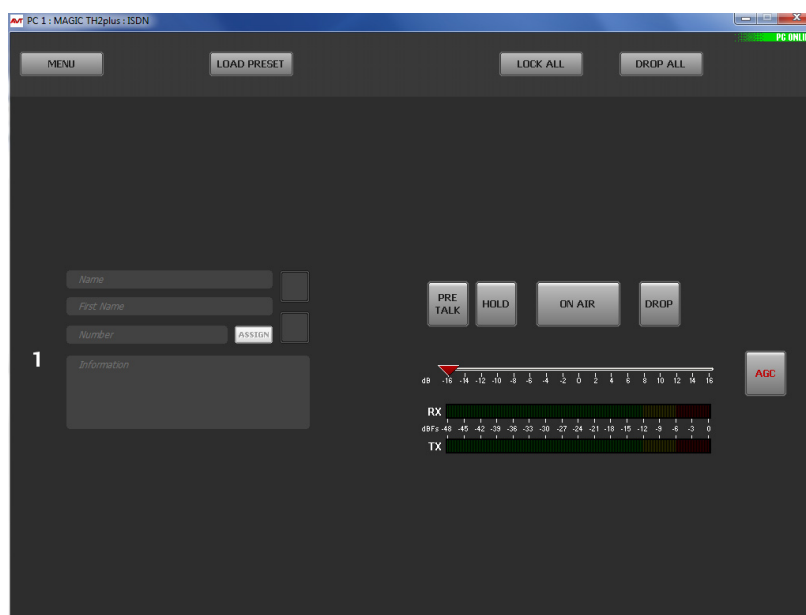 AVT PC 1 : MAGIC TH2plus : ISDN
PC ONLI
MENU LOAD PRESET LOCK ALL DROP ALL
Name
First Name
Number ASSIGN
1
Information
PRE TALK HOLD ON AIR DROP
dB -16 -14 -12 -10 -8 -6 -4 -2 0 2 4 6 8 10 12 14 16
AGC
RX
dBFs -48 -45 -42 -39 -36 -33 -30 -27 -24 -21 -18 -15 -12 -9 -6 -3 0
TX